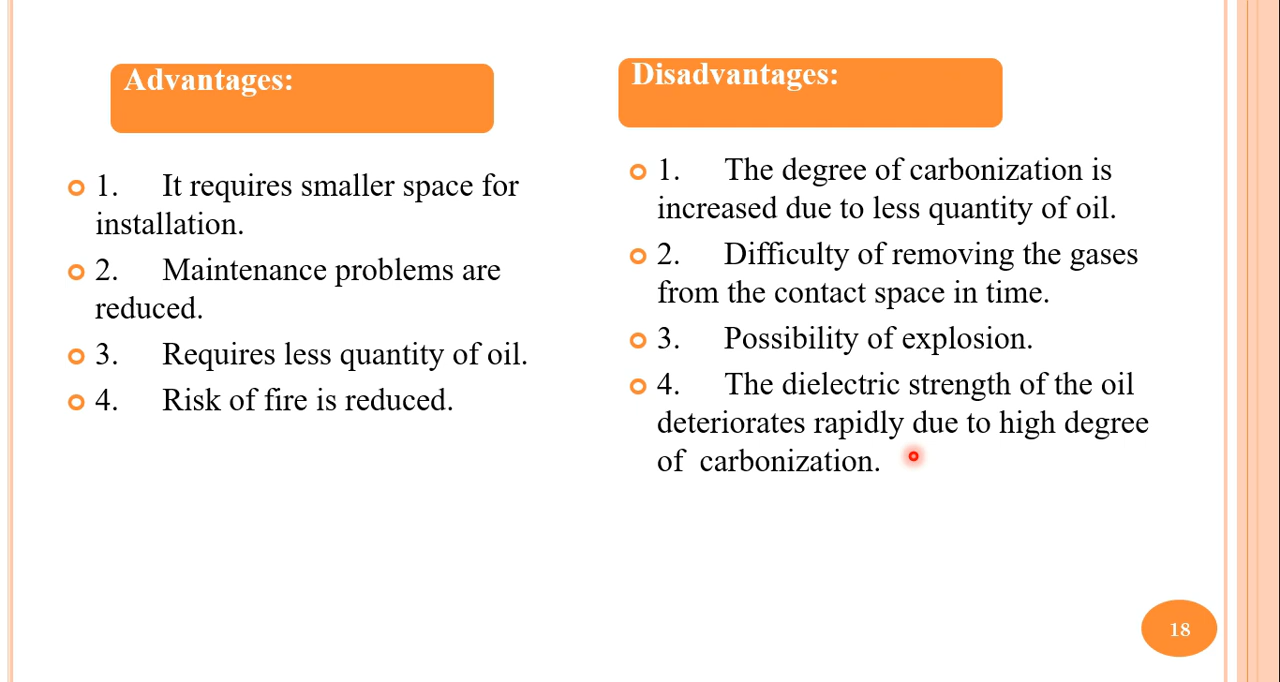 Advantages:
1. It requires smaller space for
installation.
2. Maintenance problems are
reduced.
3. Requires less quantity of oil.
4. Risk of fire is reduced.
Disadvantages:
1. The degree of carbonization is
increased due to less quantity of oil.
2. Difficulty of removing the gases
from the contact space in time.
3. Possibility of explosion.
4. The dielectric strength of the oil
deteriorates rapidly due to high degree
of carbonization.
18